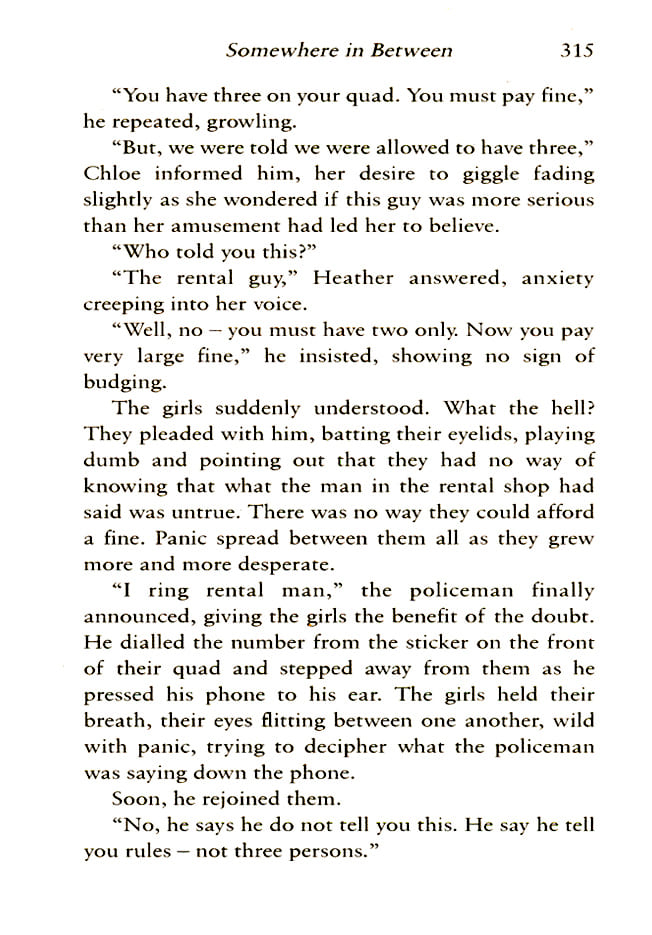 Somewhere in Between 315
“You have three on your quad. You must pay fine,”
he repeated, growling.
“But, we were told we were allowed to have three,”
Chloe informed him, her desire to giggle fading
slightly as she wondered if this guy was more serious
than her amusement had led her to believe.
“Who told you this?”
“The rental guy,” Heather answered, anxiety
creeping into her voice.
“Well, no – you must have two only. Now you pay
very large fine,” he insisted, showing no sign of
budging.
The girls suddenly understood. What the hell?
They pleaded with him, batting their eyelids, playing
dumb and pointing out that they had no way of
knowing that what the man in the rental shop had
said was untrue. There was no way they could afford
a fine. Panic spread between them all as they grew
more and more desperate.
“I ring rental man,” the policeman finally
announced, giving the girls the benefit of the doubt.
He dialled the number from the sticker on the front
of their quad and stepped away from them as he
pressed his phone to his ear. The girls held their
breath, their eyes flitting between one another, wild
with panic, trying to decipher what the policeman
was saying down the phone.
Soon, he rejoined them.
“No, he says he do not tell you this. He say he tell
you rules – not three persons.”